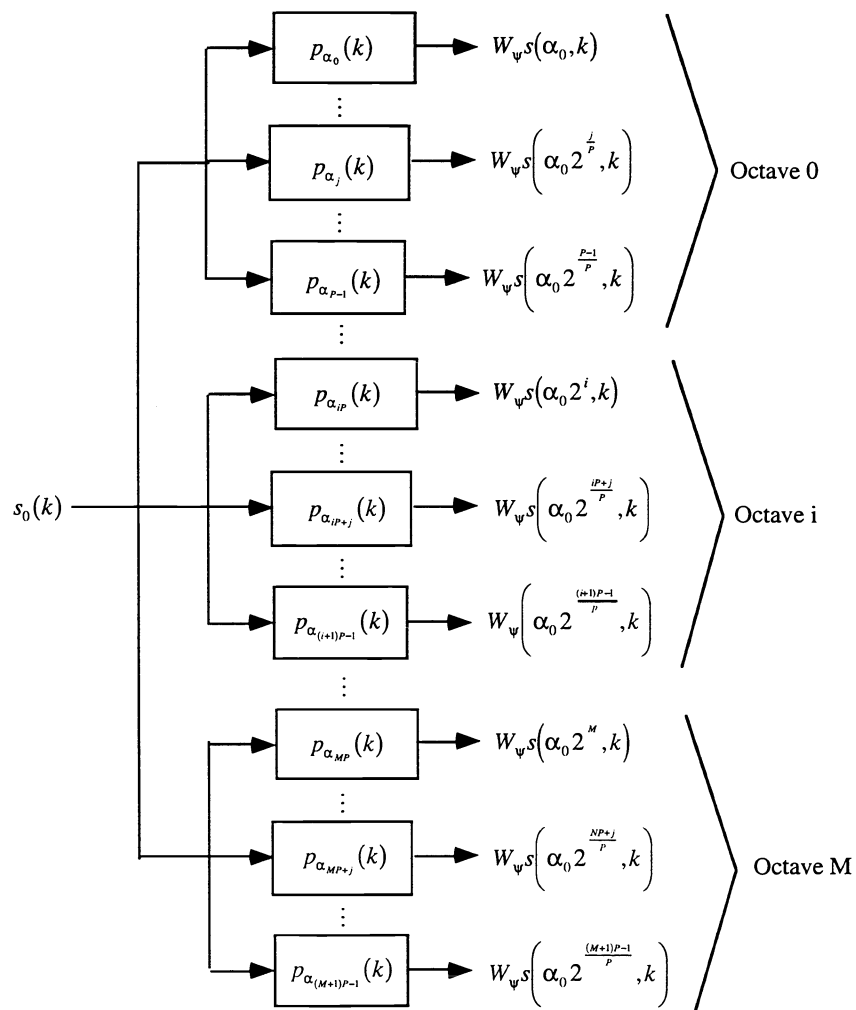 p_{α_0}(k) W_ψ s(α_0, k)
⋮
p_{α_j}(k) W_ψ s(α_0 2^{j/P}, k) Octave 0
⋮
p_{α_{P-1}}(k) W_ψ s(α_0 2^{(P-1)/P}, k)
⋮
p_{α_{iP}}(k) W_ψ s(α_0 2^i, k)
⋮
s_0(k) p_{α_{iP+j}}(k) W_ψ s(α_0 2^{(iP+j)/P}, k) Octave i
⋮
p_{α_{(i+1)P-1}}(k) W_ψ(α_0 2^{((i+1)P-1)/P}, k)
⋮
p_{α_{MP}}(k) W_ψ s(α_0 2^M, k)
⋮
p_{α_{MP+j}}(k) W_ψ s(α_0 2^{(NP+j)/P}, k) Octave M
⋮
p_{α_{(M+1)P-1}}(k) W_ψ s(α_0 2^{((M+1)P-1)/P}, k)